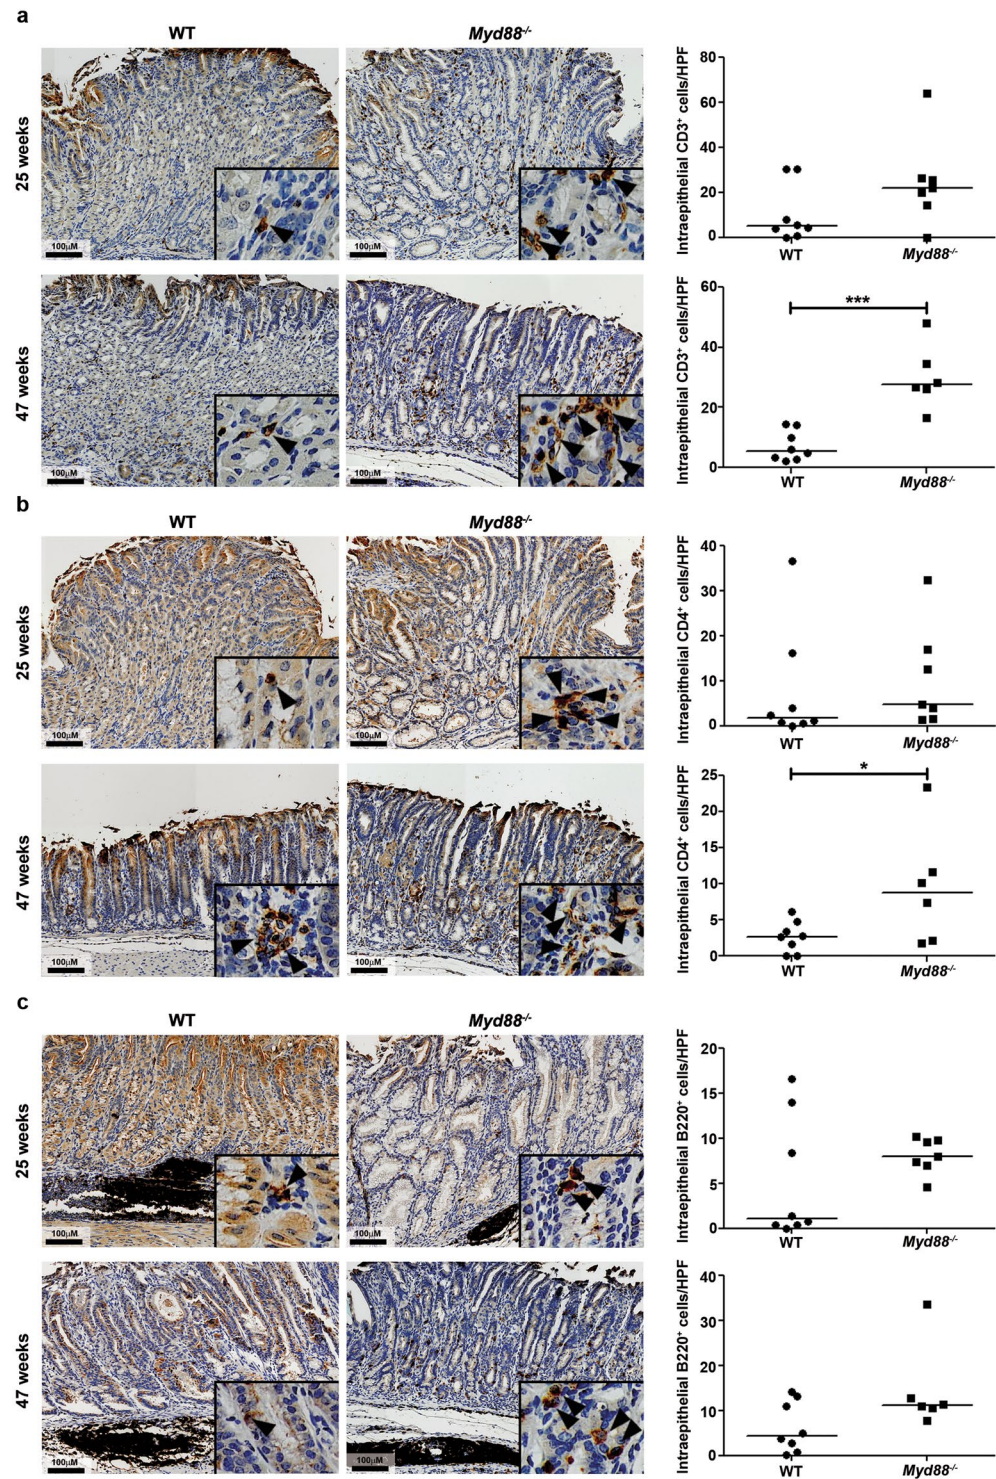 a
WT
Myd88-/-
25 weeks
100μM
100μM
Intraepithelial CD3+ cells/HPF
80
60
40
20
0
WT
Myd88-/-
47 weeks
100μM
100μM
Intraepithelial CD3+ cells/HPF
60
40
20
0
***
WT
Myd88-/-
b
WT
Myd88-/-
25 weeks
100μM
100μM
Intraepithelial CD4+ cells/HPF
40
30
20
10
0
WT
Myd88-/-
47 weeks
100μM
100μM
Intraepithelial CD4+ cells/HPF
25
20
15
10
5
0
*
WT
Myd88-/-
c
WT
Myd88-/-
25 weeks
100μM
100μM
Intraepithelial B220+ cells/HPF
20
15
10
5
0
WT
Myd88-/-
47 weeks
100μM
100μM
Intraepithelial B220+ cells/HPF
40
30
20
10
0
WT
Myd88-/-